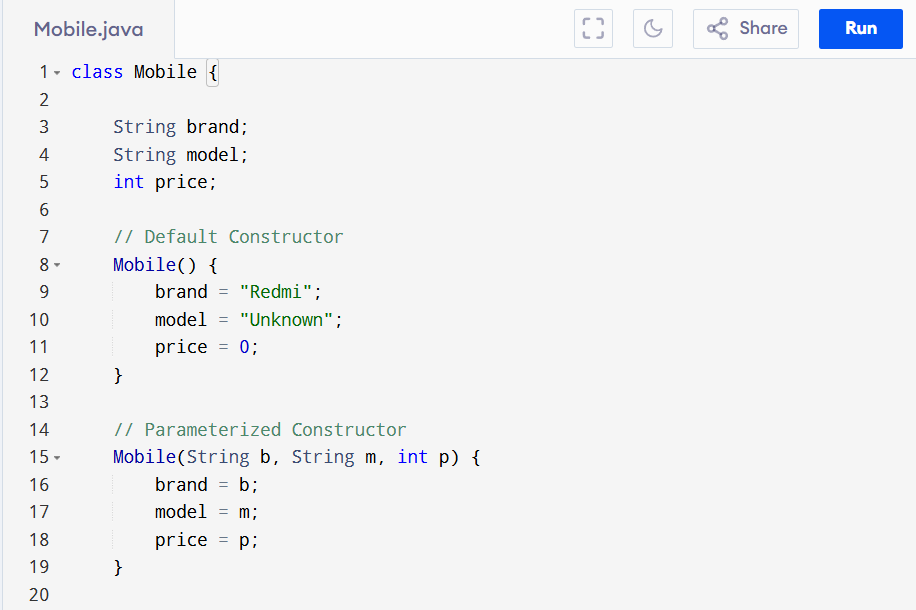 Mobile.java
Share
Run
1 class Mobile {
2
3 String brand;
4 String model;
5 int price;
6
7 // Default Constructor
8 Mobile() {
9 brand = "Redmi";
10 model = "Unknown";
11 price = 0;
12 }
13
14 // Parameterized Constructor
15 Mobile(String b, String m, int p) {
16 brand = b;
17 model = m;
18 price = p;
19 }
20